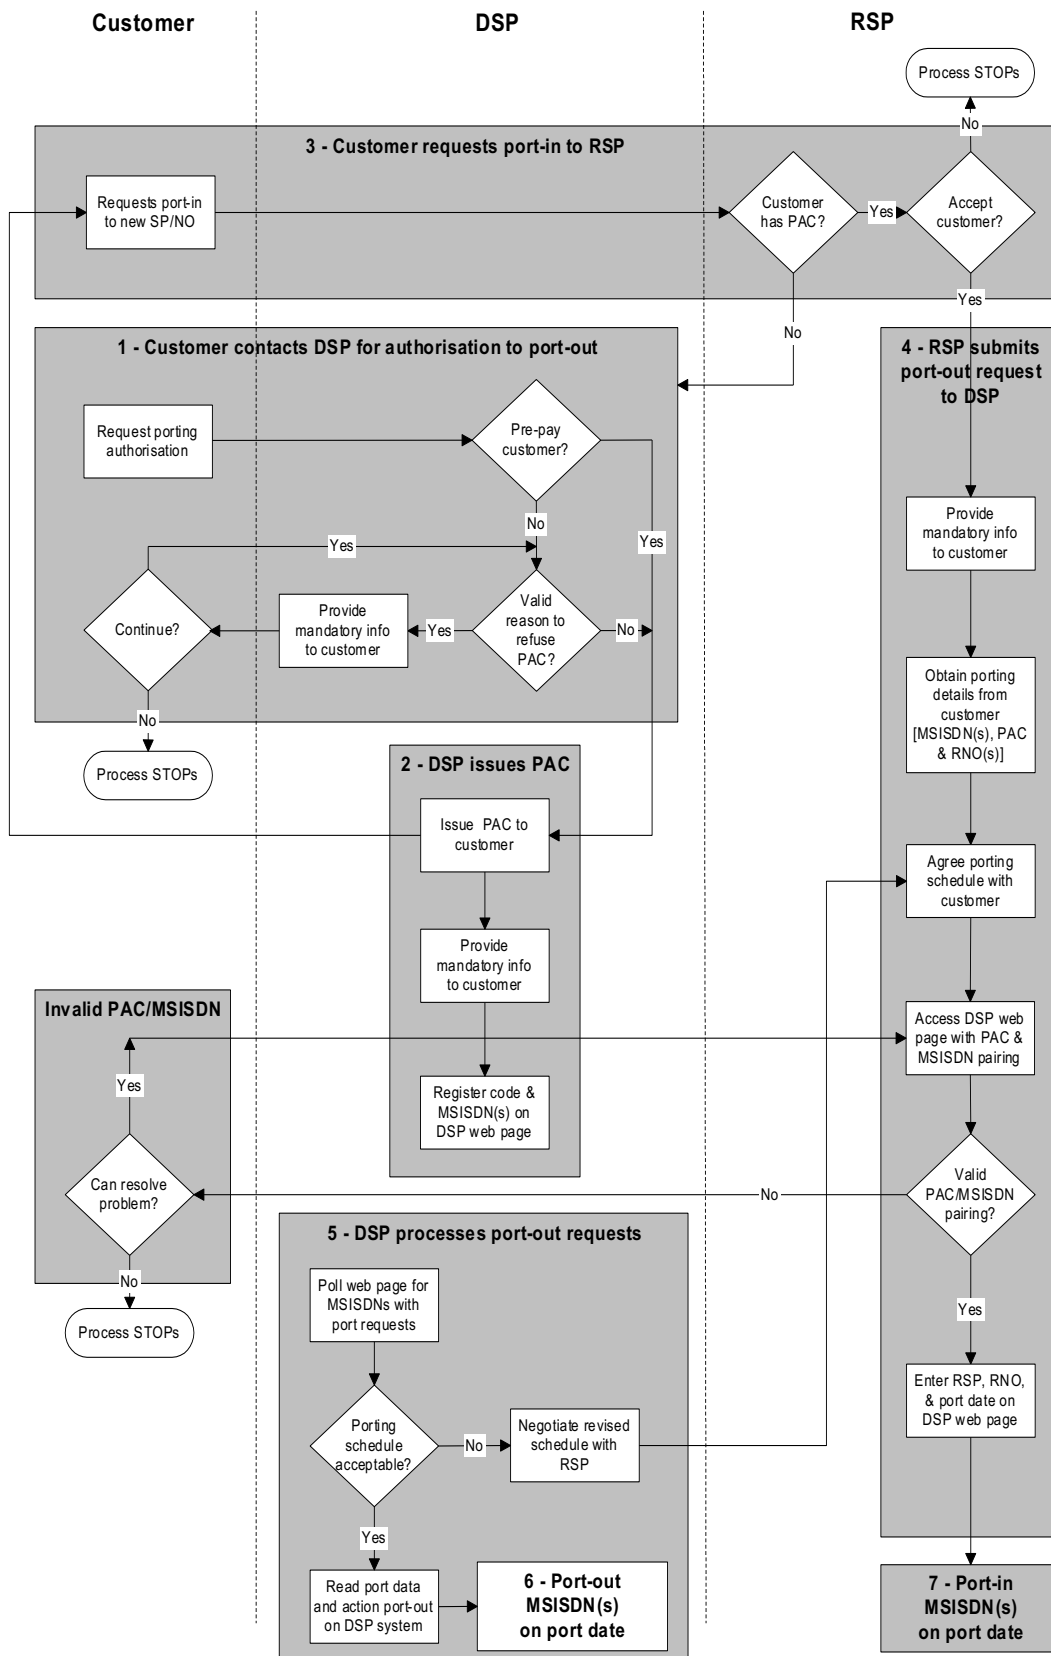 Customer
DSP
RSP
Process STOPs
No
3 - Customer requests port-in to RSP
Requests port-in
to new SP/NO
Customer
has PAC?
Yes
Accept
customer?
Yes
No
1 - Customer contacts DSP for authorisation to port-out
Request porting
authorisation
Pre-pay
customer?
No
Yes
Yes
Continue?
Provide
mandatory info
to customer
Yes
Valid
reason to
refuse
PAC?
No
No
Process STOPs
4 - RSP submits
port-out request
to DSP
Provide
mandatory info
to customer
Obtain porting
details from
customer
[MSISDN(s), PAC
& RNO(s)]
2 - DSP issues PAC
Issue PAC to
customer
Agree porting
schedule with
customer
Provide
mandatory info
to customer
Invalid PAC/MSISDN
Access DSP web
page with PAC &
MSISDN pairing
Yes
Register code &
MSISDN(s) on
DSP web page
Can resolve
problem?
No
Valid
PAC/MSISDN
pairing?
No
Process STOPs
5 - DSP processes port-out requests
Poll web page for
MSISDNs with
port requests
Yes
Enter RSP, RNO,
& port date on
DSP web page
Porting
schedule
acceptable?
No
Negotiate revised
schedule with
RSP
Yes
Read port data
and action port-out
on DSP system
6 - Port-out
MSISDN(s)
on port date
7 - Port-in
MSISDN(s)
on port date